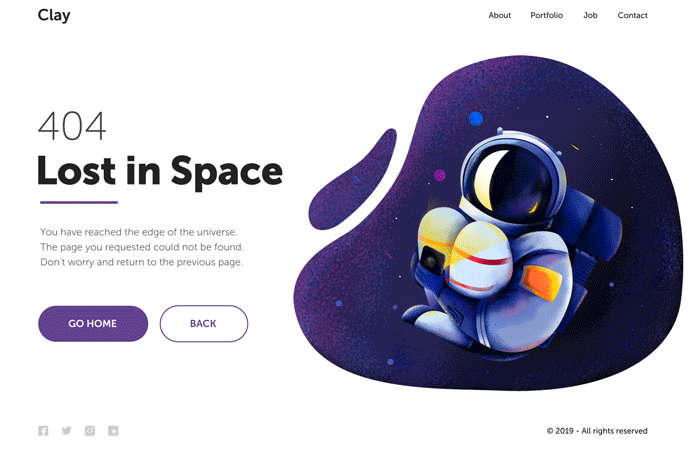 Clay
About Portfolio Job Contact
404
Lost in Space
You have reached the edge of the universe.
The page you requested could not be found.
Don't worry and return to the previous page.
GO HOME BACK
© 2019 - All rights reserved